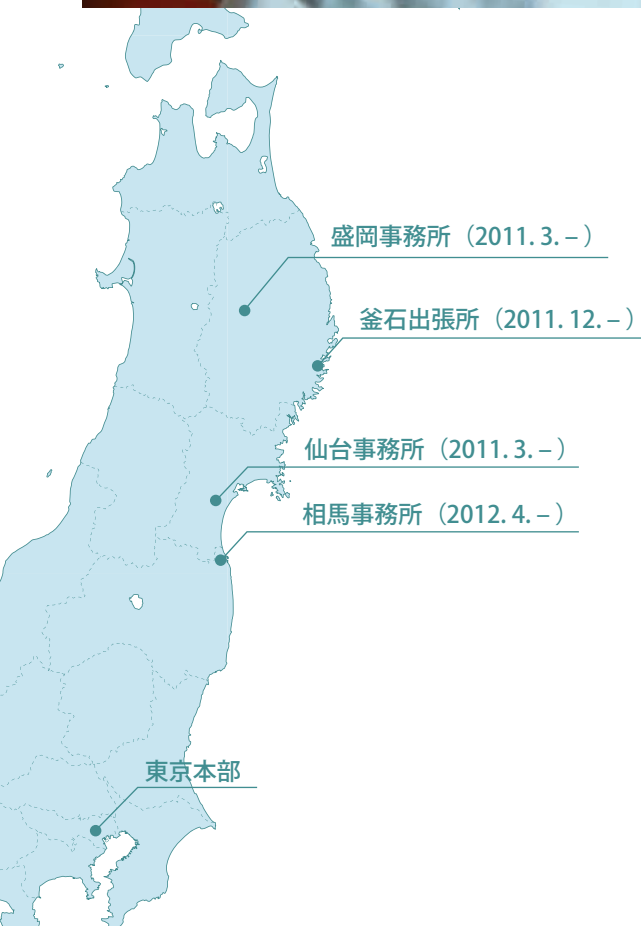 盛岡事務所（2011. 3. –）
釜石出張所（2011. 12. –）
仙台事務所（2011. 3. –）
相馬事務所（2012. 4. –）
東京本部